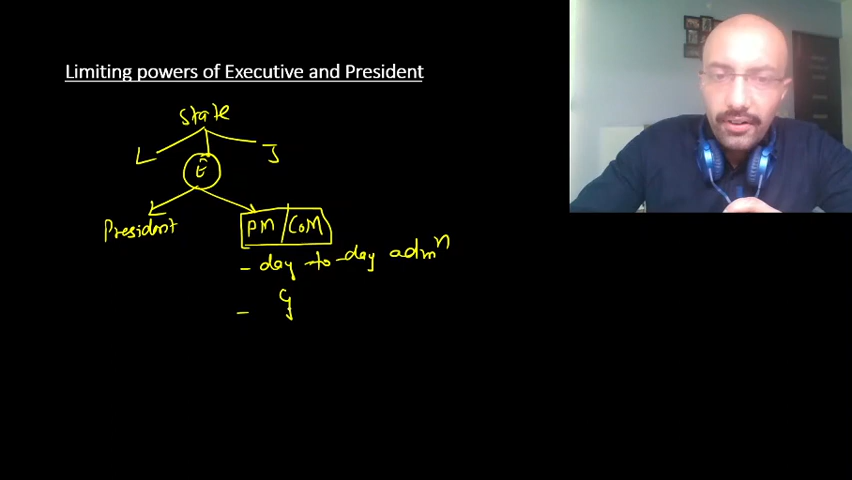 Limiting powers of Executive and President
State
L E J
President PM/CoM
- day-to-day admn
- G